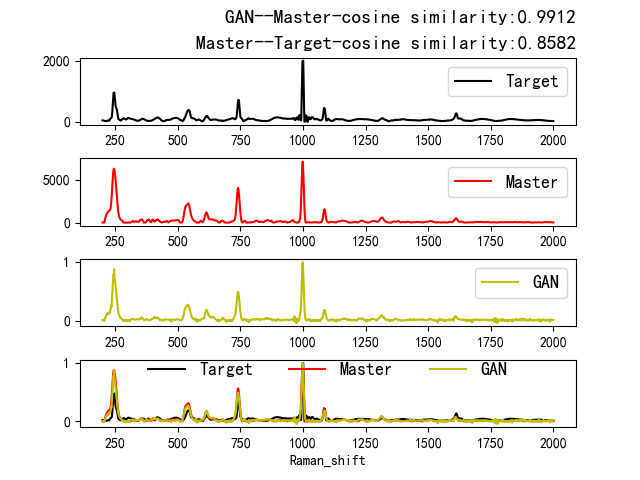 GAN--Master-cosine similarity:0.9912
Master--Target-cosine similarity:0.8582
2000
0
Target
250 500 750 1000 1250 1500 1750 2000
5000
0
Master
250 500 750 1000 1250 1500 1750 2000
1
0
GAN
250 500 750 1000 1250 1500 1750 2000
1
0
Target Master GAN
250 500 750 1000 1250 1500 1750 2000
Raman_shift